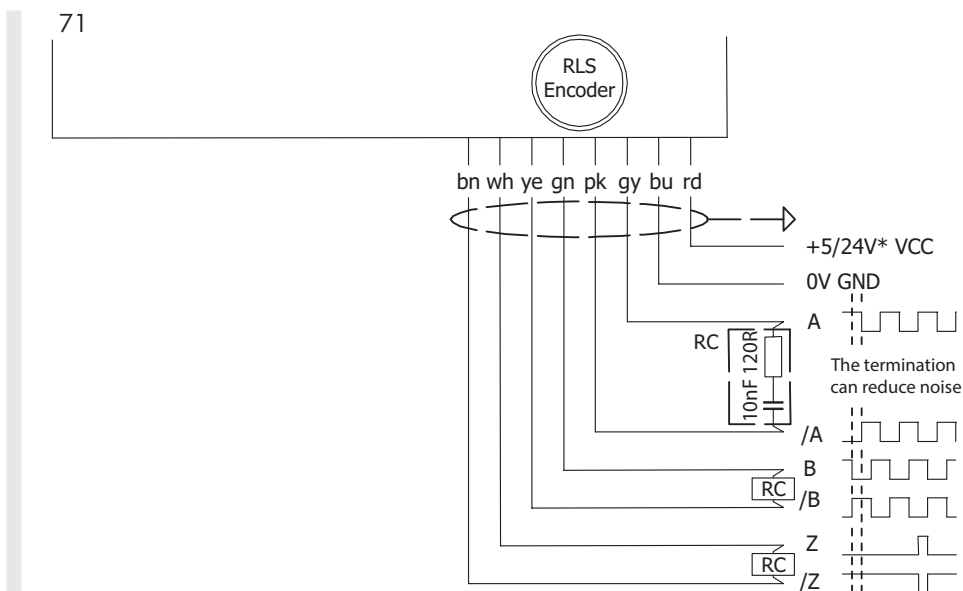 71
RLS
Encoder
bn wh ye gn pk gy bu rd
+5/24V* VCC
0V GND
A
RC
10nF 120R
The termination
can reduce noise
/A
B
RC
/B
Z
RC
/Z